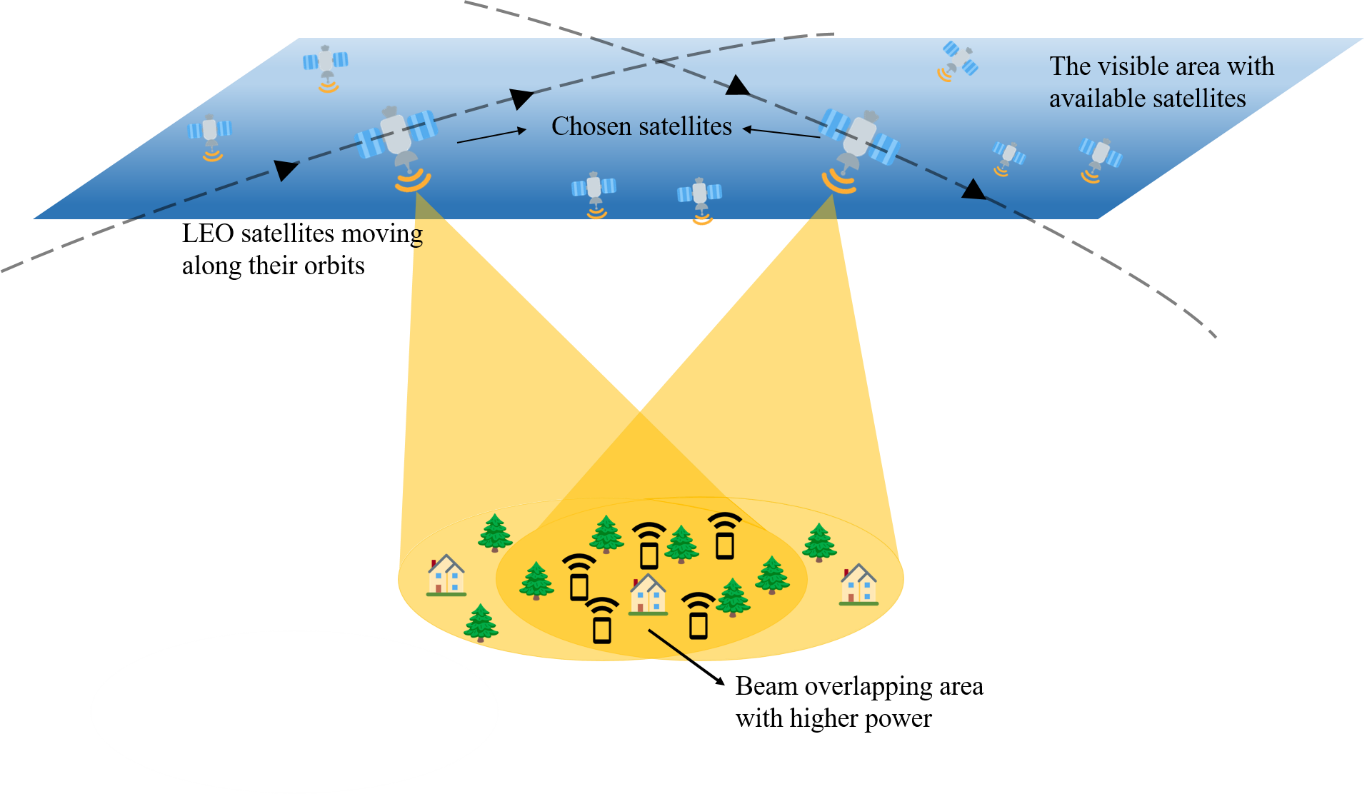 The visible area with
available satellites
Chosen satellites
LEO satellites moving
along their orbits
Beam overlapping area
with higher power